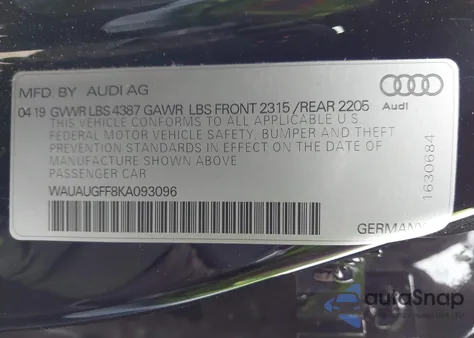 MFD. BY AUDI AG
04 19 GVWR LBS 4387 GAWR LBS FRONT 2315 /REAR 2205
THIS VEHICLE CONFORMS TO ALL APPLICABLE U.S.
FEDERAL MOTOR VEHICLE SAFETY, BUMPER AND THEFT
PREVENTION STANDARDS IN EFFECT ON THE DATE OF
MANUFACTURE SHOWN ABOVE
PASSENGER CAR
WAUAUGFF8KA093096
Audi
1630684
GERMANY
autoSnap